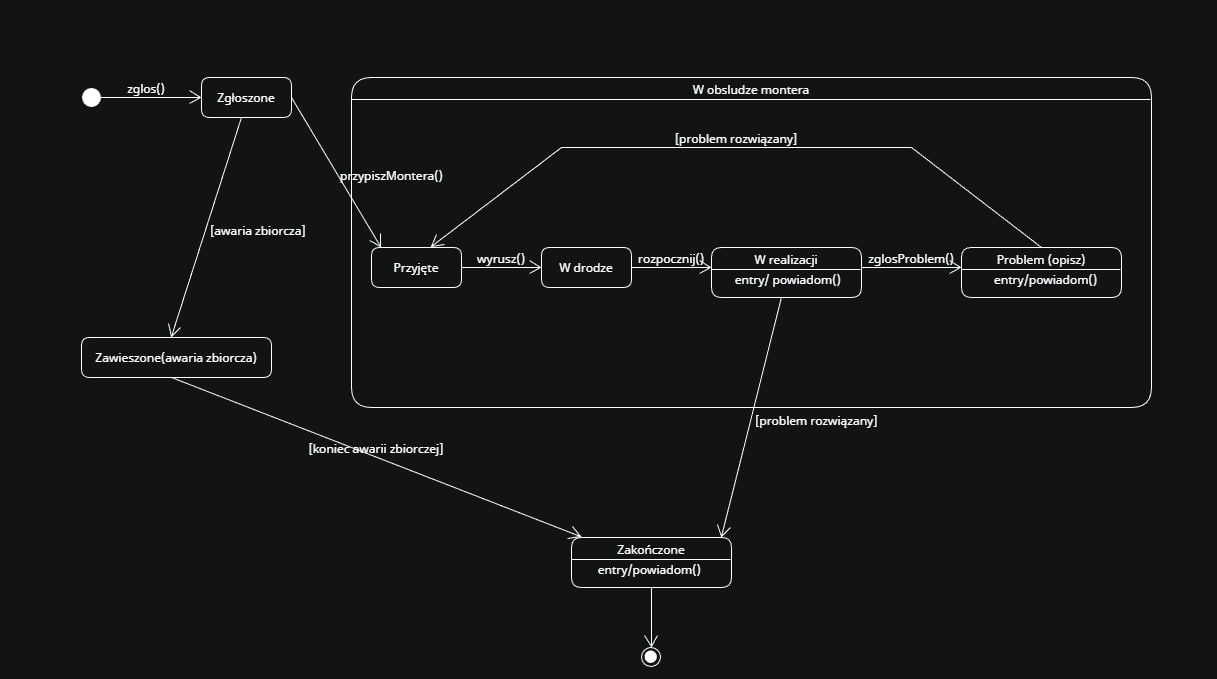 zglos()
Zgłoszone
W obsludze montera
[problem rozwiązany]
przypiszMontera()
[awaria zbiorcza]
Przyjęte
wyrusz()
W drodze
rozpocznij()
W realizacji
entry/ powiadom()
zglosProblem()
Problem (opisz)
entry/powiadom()
Zawieszone(awaria zbiorcza)
[problem rozwiązany]
[koniec awarii zbiorczej]
Zakończone
entry/powiadom()